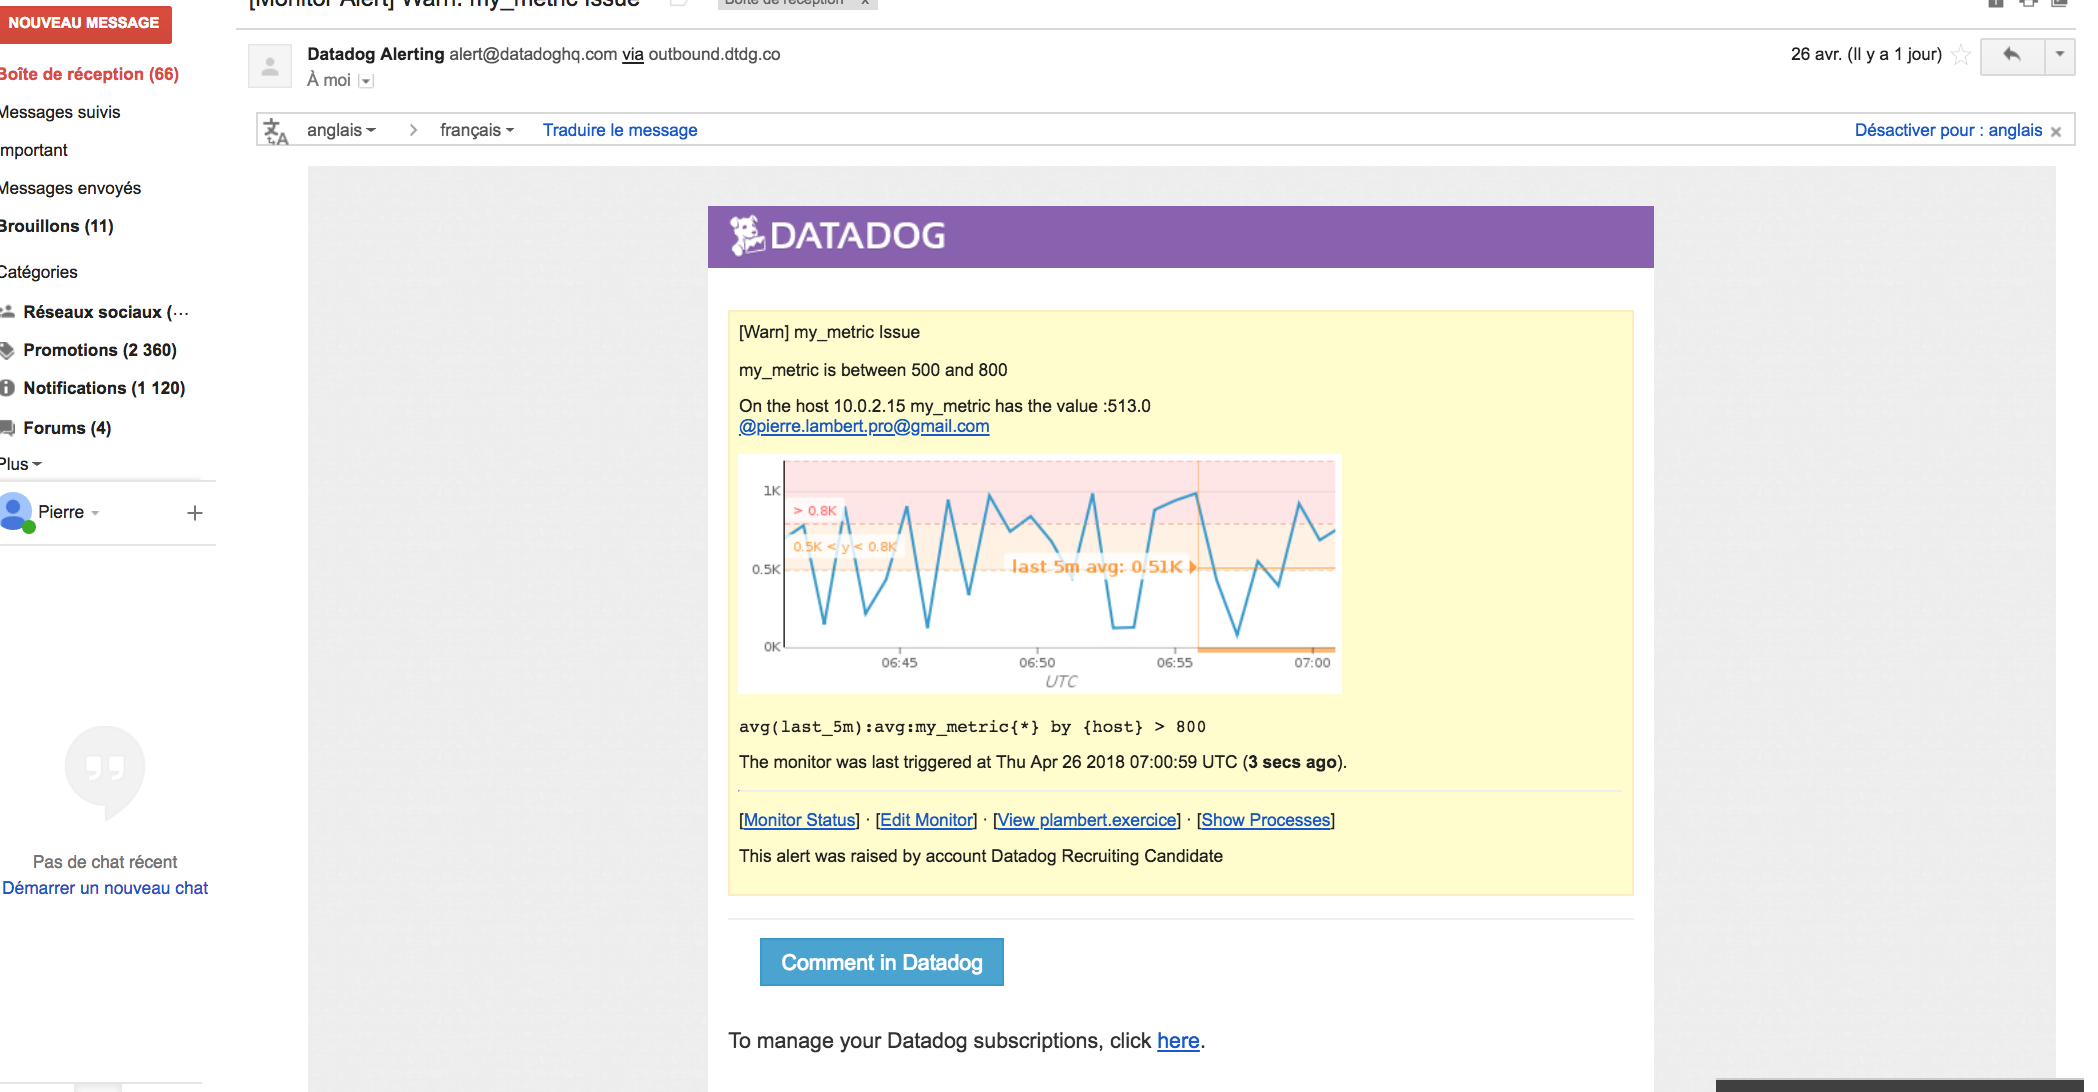 [Monitor Alert] Warn: my_metric Issue
Boîte de réception x
NOUVEAU MESSAGE
Boîte de réception (66)
Messages suivis
Important
Messages envoyés
Brouillons (11)
Catégories
Réseaux sociaux (···
Promotions (2 360)
Notifications (1 120)
Forums (4)
Plus
Pierre
Pas de chat récent
Démarrer un nouveau chat
Datadog Alerting alert@datadoghq.com via outbound.dtdg.co
26 avr. (Il y a 1 jour)
À moi
anglais > français Traduire le message
Désactiver pour : anglais x
DATADOG
[Warn] my_metric Issue
my_metric is between 500 and 800
On the host 10.0.2.15 my_metric has the value :513.0
@pierre.lambert.pro@gmail.com
1K
> 0.8K
0.5K < y < 0.8K
last 5m avg: 0.51K
0.5K
0K
06:45 06:50 06:55 07:00
UTC
avg(last_5m):avg:my_metric{*} by {host} > 800
The monitor was last triggered at Thu Apr 26 2018 07:00:59 UTC (3 secs ago).
[Monitor Status] · [Edit Monitor] · [View plambert.exercice] · [Show Processes]
This alert was raised by account Datadog Recruiting Candidate
Comment in Datadog
To manage your Datadog subscriptions, click here.